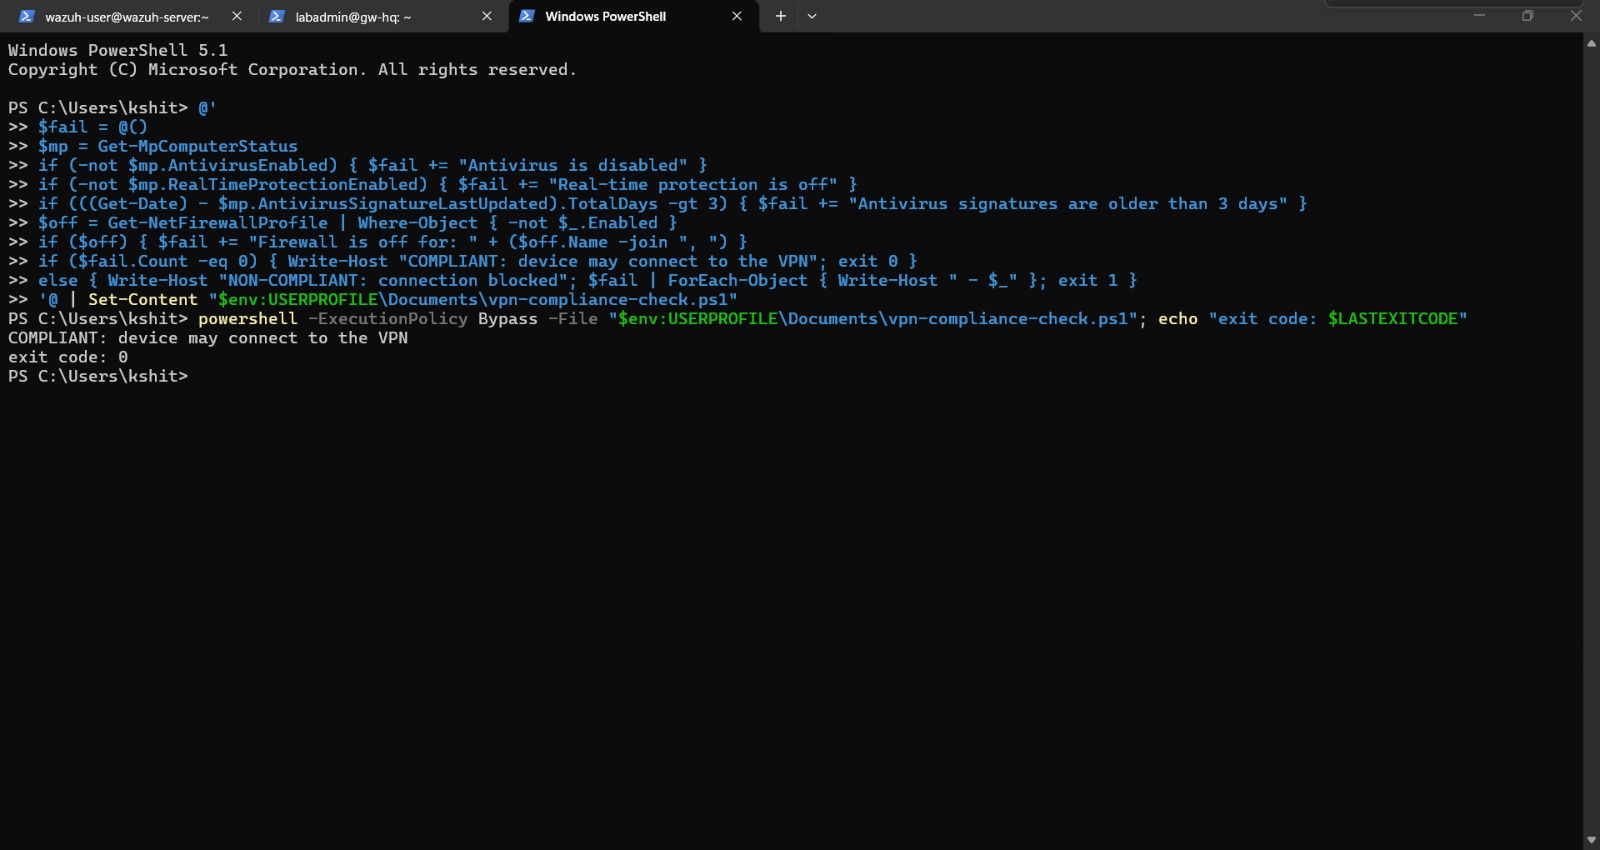 wazuh-user@wazuh-server:~
labadmin@gw-hq: ~
Windows PowerShell
Windows PowerShell 5.1
Copyright (C) Microsoft Corporation. All rights reserved.
PS C:\Users\kshit> @'
>> $fail = @()
>> $mp = Get-MpComputerStatus
>> if (-not $mp.AntivirusEnabled) { $fail += "Antivirus is disabled" }
>> if (-not $mp.RealTimeProtectionEnabled) { $fail += "Real-time protection is off" }
>> if (((Get-Date) - $mp.AntivirusSignatureLastUpdated).TotalDays -gt 3) { $fail += "Antivirus signatures are older than 3 days" }
>> $off = Get-NetFirewallProfile | Where-Object { -not $_.Enabled }
>> if ($off) { $fail += "Firewall is off for: " + ($off.Name -join ", ") }
>> if ($fail.Count -eq 0) { Write-Host "COMPLIANT: device may connect to the VPN"; exit 0 }
>> else { Write-Host "NON-COMPLIANT: connection blocked"; $fail | ForEach-Object { Write-Host " - $_" }; exit 1 }
>> '@ | Set-Content "$env:USERPROFILE\Documents\vpn-compliance-check.ps1"
PS C:\Users\kshit> powershell -ExecutionPolicy Bypass -File "$env:USERPROFILE\Documents\vpn-compliance-check.ps1"; echo "exit code: $LASTEXITCODE"
COMPLIANT: device may connect to the VPN
exit code: 0
PS C:\Users\kshit>